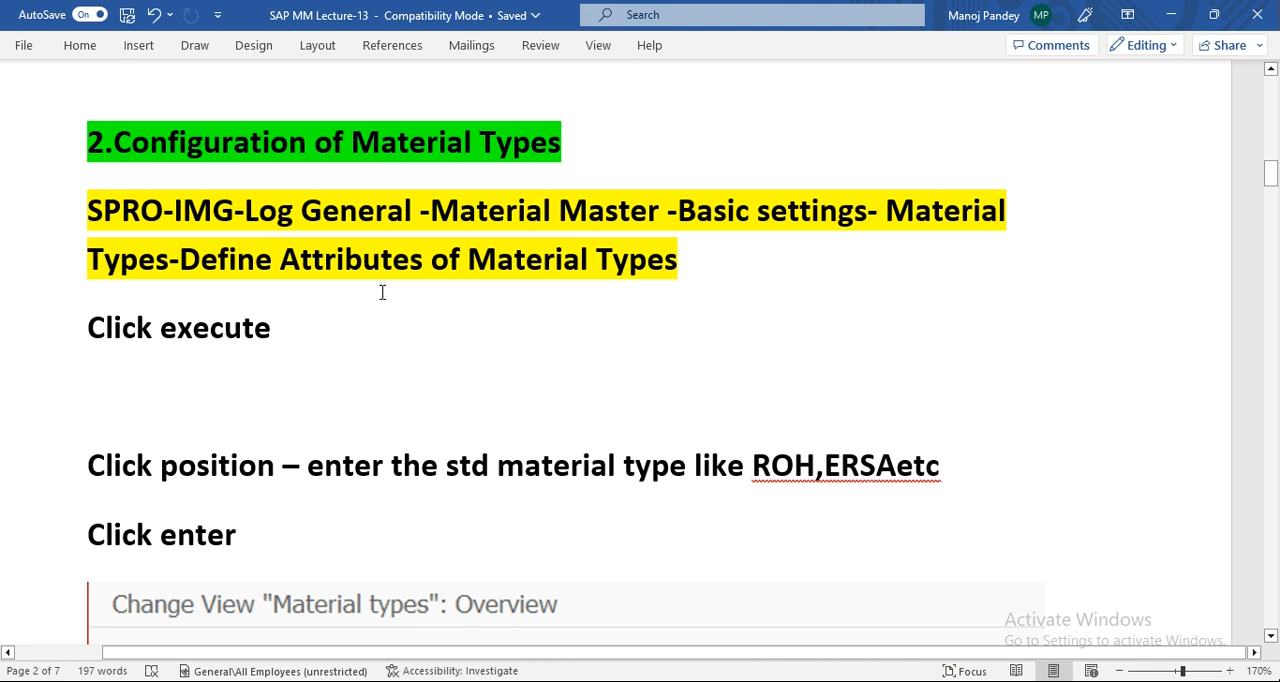 AutoSave On SAP MM Lecture-13 - Compatibility Mode • Saved Search Manoj Pandey MP
File Home Insert Draw Design Layout References Mailings Review View Help Comments Editing Share
2.Configuration of Material Types
SPRO-IMG-Log General -Material Master -Basic settings- Material
Types-Define Attributes of Material Types
Click execute
Click position – enter the std material type like ROH,ERSAetc
Click enter
Change View "Material types": Overview
Activate Windows
Go to Settings to activate Windows.
Page 2 of 7 197 words General\All Employees (unrestricted) Accessibility: Investigate Focus 170%